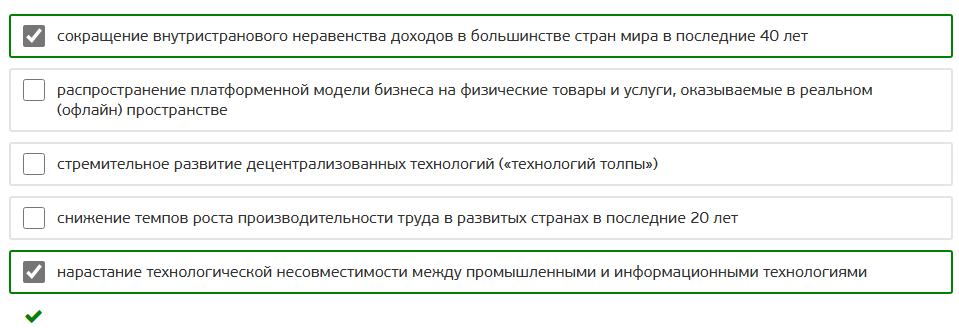 сокращение внутристранового неравенства доходов в большинстве стран мира в последние 40 лет
распространение платформенной модели бизнеса на физические товары и услуги, оказываемые в реальном
(офлайн) пространстве
стремительное развитие децентрализованных технологий («технологий толпы»)
снижение темпов роста производительности труда в развитых странах в последние 20 лет
нарастание технологической несовместимости между промышленными и информационными технологиями